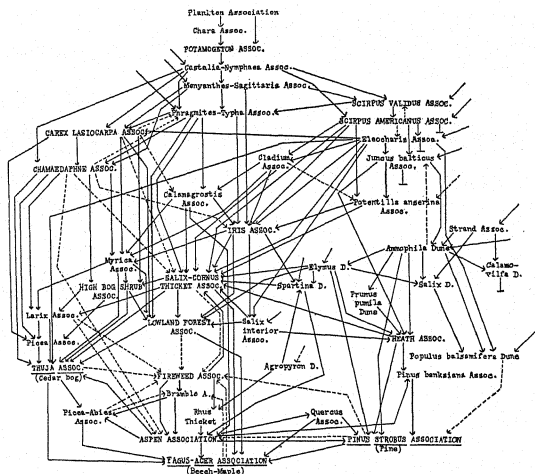 Plankton Association
Chara Assoc.
POTAMOGETON ASSOC.
Castalia-Nymphaea Assoc.
Menyanthes-Sagittaria Assoc.
Phragmites-Typha Assoc.
SCIRPUS VALIDUS ASSOC.
SCIRPUS AMERICANUS ASSOC.
CAREX LASIOCARPA ASSOC.
Eleocharis Assoc.
CHAMAEDAPHNE ASSOC.
Cladium
Assoc.
Juncus balticus
Assoc.
Calamagrostis
Assoc.
Potentilla anserina
Assoc.
IRIS ASSOC.
Strand Assoc.
Myrica
Assoc.
Ammophila Dune
Calamo-
vilfa D.
HIGH BOG SHRUB
ASSOC.
SALIX-CORNUS
THICKET ASSOC.
Elymus D.
Spartina D.
Salix D.
Prunus
pumila
Dune
Larix Assoc.
LOWLAND FOREST
ASSOC.
Salix
interior
Assoc.
HEATH ASSOC.
Picea Assoc.
Populus balsamifera Dune
THUJA ASSOC.
(Cedar Bog)
FIREWEED ASSOC.
Agropyron D.
Pinus banksiana Assoc.
Bramble A.
Picea-Abies
Assoc.
Rhus
Thicket
Quercus
Assoc.
ASPEN ASSOCIATION
PINUS STROBUS ASSOCIATION
(Pine)
FAGUS-ACER ASSOCIATION
(Beech-Maple)